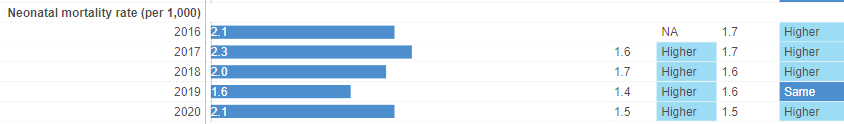 Neonatal mortality rate (per 1,000)
2016 2.1 NA 1.7 Higher
2017 2.3 1.6 Higher 1.7 Higher
2018 2.0 1.7 Higher 1.6 Higher
2019 1.6 1.4 Higher 1.6 Same
2020 2.1 1.5 Higher 1.5 Higher